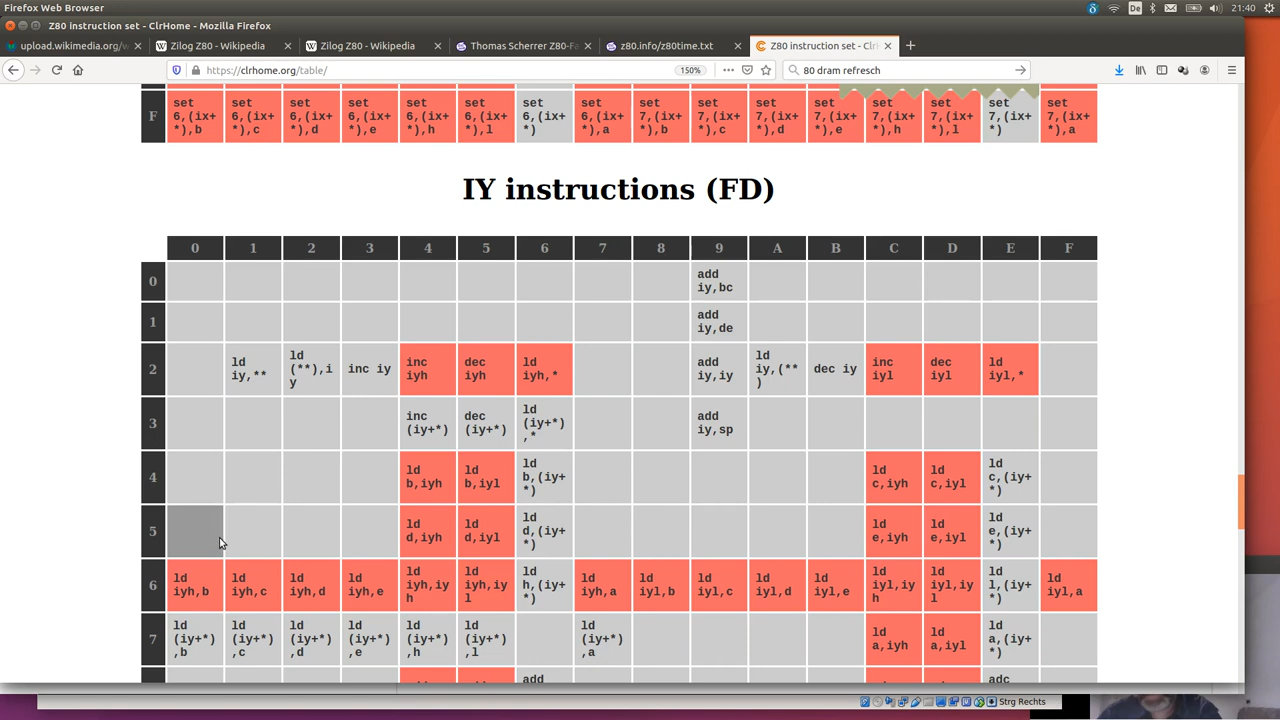 Firefox Web Browser
De
21:40
Z80 instruction set - ClrHome - Mozilla Firefox
upload.wikimedia.org/w
Zilog Z80 - Wikipedia
Zilog Z80 - Wikipedia
Thomas Scherrer Z80-Fa
z80.info/z80time.txt
Z80 instruction set - Clr
https://clrhome.org/table/
150%
80 dram refresch
F
set 6,(ix+*),b
set 6,(ix+*),c
set 6,(ix+*),d
set 6,(ix+*),e
set 6,(ix+*),h
set 6,(ix+*),l
set 6,(ix+*)
set 6,(ix+*),a
set 7,(ix+*),b
set 7,(ix+*),c
set 7,(ix+*),d
set 7,(ix+*),e
set 7,(ix+*),h
set 7,(ix+*),l
set 7,(ix+*)
set 7,(ix+*),a
IY instructions (FD)
0 1 2 3 4 5 6 7 8 9 A B C D E F
0
add iy,bc
1
add iy,de
2
ld iy,**
ld (**),iy
inc iy
inc iyh
dec iyh
ld iyh,*
add iy,iy
ld iy,(**)
dec iy
inc iyl
dec iyl
ld iyl,*
3
inc (iy+*)
dec (iy+*)
ld (iy+*),*
add iy,sp
4
ld b,iyh
ld b,iyl
ld b,(iy+*)
ld c,iyh
ld c,iyl
ld c,(iy+*)
5
ld d,iyh
ld d,iyl
ld d,(iy+*)
ld e,iyh
ld e,iyl
ld e,(iy+*)
6
ld iyh,b
ld iyh,c
ld iyh,d
ld iyh,e
ld iyh,iyh
ld iyh,iyl
ld h,(iy+*)
ld iyh,a
ld iyl,b
ld iyl,c
ld iyl,d
ld iyl,e
ld iyl,iyh
ld iyl,iyl
ld l,(iy+*)
ld iyl,a
7
ld (iy+*),b
ld (iy+*),c
ld (iy+*),d
ld (iy+*),e
ld (iy+*),h
ld (iy+*),l
ld (iy+*),a
ld a,iyh
ld a,iyl
ld a,(iy+*)
add
adc
Strg Rechts